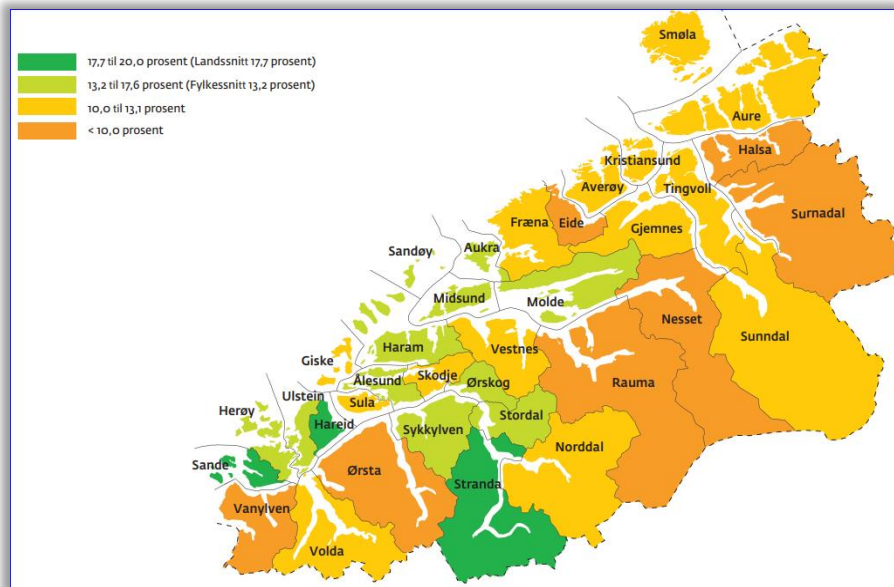 17,7 til 20,0 prosent (Landssnitt 17,7 prosent)
13,2 til 17,6 prosent (Fylkessnitt 13,2 prosent)
10,0 til 13,1 prosent
< 10,0 prosent
Smøla
Aure
Halsa
Kristiansund
Averøy
Tingvoll
Surnadal
Fræna
Eide
Gjemnes
Sandøy
Aukra
Midsund
Molde
Nesset
Sunndal
Haram
Vestnes
Giske
Ålesund
Skodje
Ørskog
Rauma
Ulstein
Sula
Herøy
Hareid
Sykkylven
Stordal
Norddal
Sande
Ørsta
Stranda
Vanylven
Volda